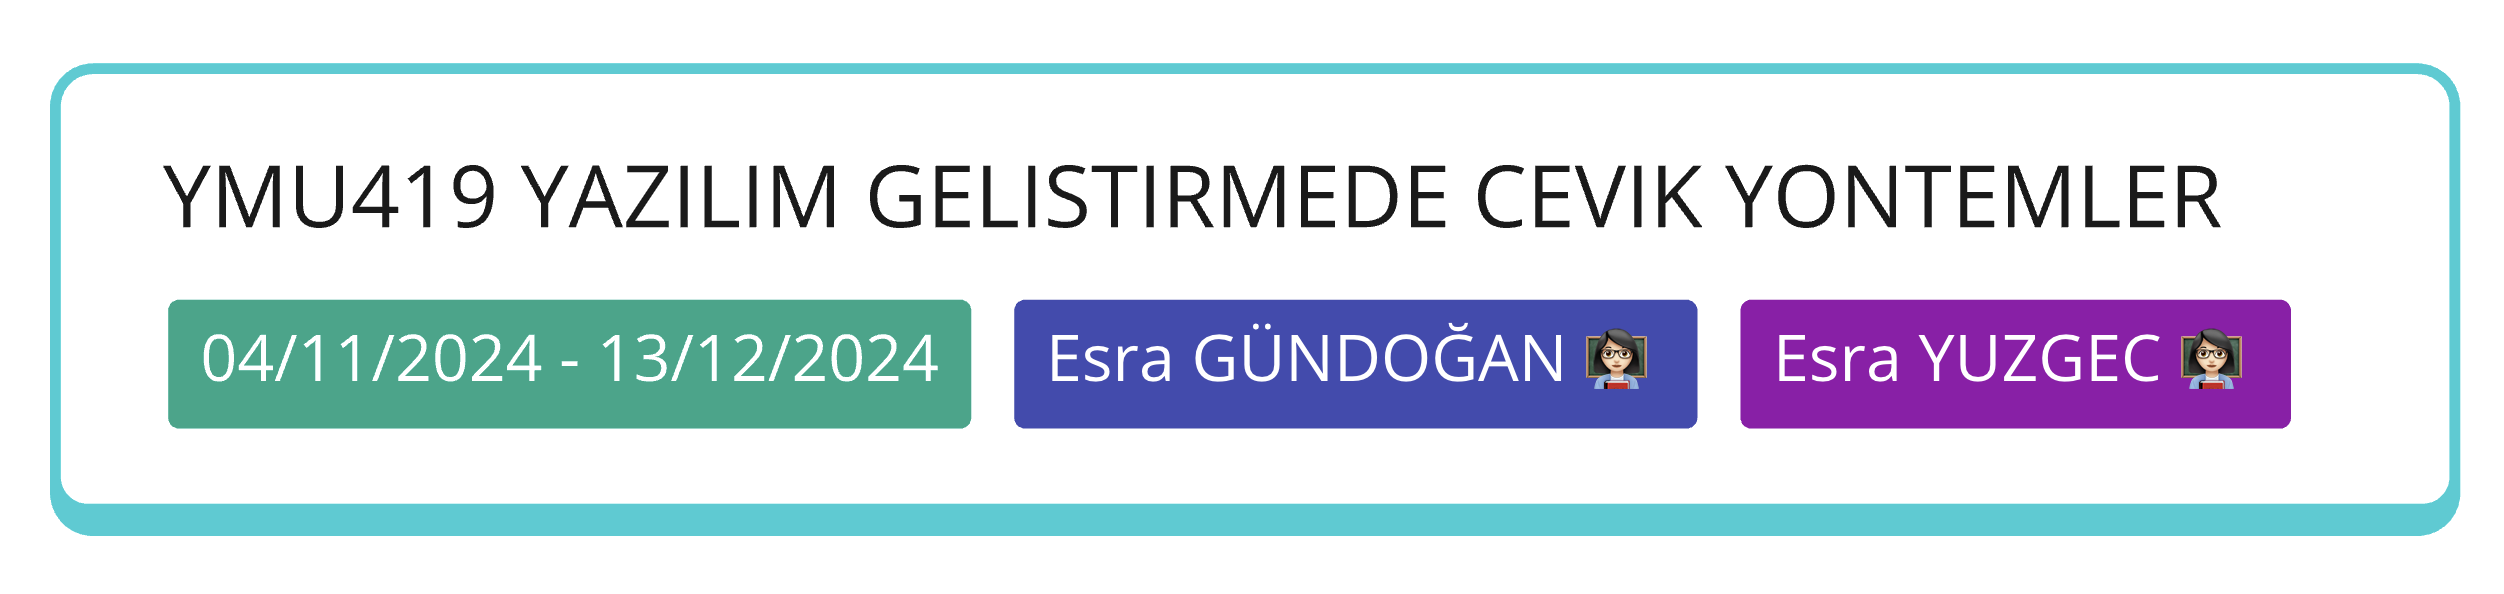 YMU419 YAZILIM GELISTIRMEDE CEVIK YONTEMLER
04/11/2024 - 13/12/2024
Esra GÜNDOĞAN 👩🏻‍🏫
Esra YUZGEC 👩🏻‍🏫